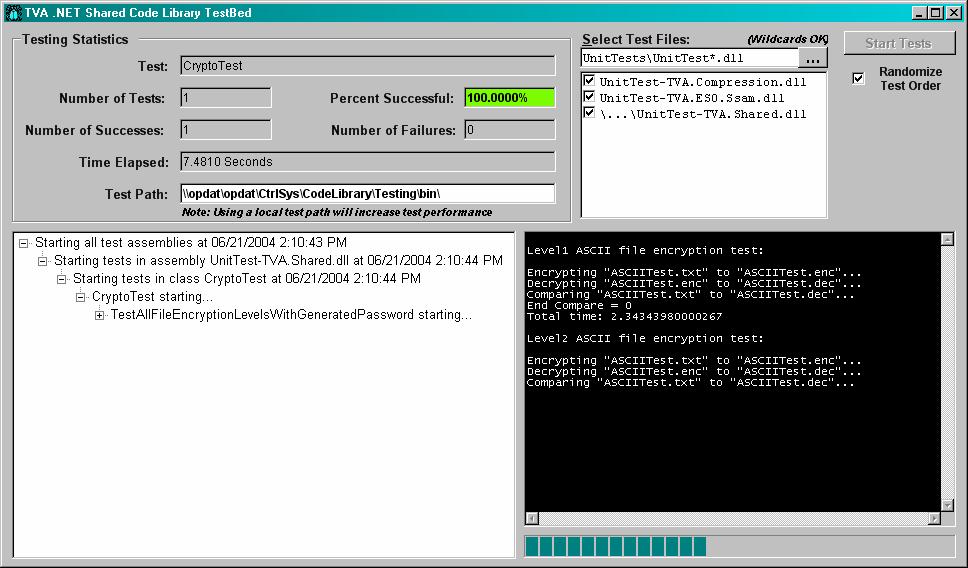 TVA .NET Shared Code Library TestBed
Testing Statistics
Test: CryptoTest
Number of Tests: 1
Percent Successful: 100.0000%
Number of Successes: 1
Number of Failures: 0
Time Elapsed: 7.4810 Seconds
Test Path: \\opdat\opdat\CtrlSys\CodeLibrary\Testing\bin\
Note: Using a local test path will increase test performance
Select Test Files: (Wildcards OK)
UnitTests\UnitTest*.dll ...
UnitTest-TVA.Compression.dll
UnitTest-TVA.ESO.Ssam.dll
\...\UnitTest-TVA.Shared.dll
Start Tests
Randomize
Test Order
Starting all test assemblies at 06/21/2004 2:10:43 PM
Starting tests in assembly UnitTest-TVA.Shared.dll at 06/21/2004 2:10:44 PM
Starting tests in class CryptoTest at 06/21/2004 2:10:44 PM
CryptoTest starting...
TestAllFileEncryptionLevelsWithGeneratedPassword starting...
Level1 ASCII file encryption test:
Encrypting "ASCIITest.txt" to "ASCIITest.enc"...
Decrypting "ASCIITest.enc" to "ASCIITest.dec"...
Comparing "ASCIITest.txt" to "ASCIITest.dec"...
End Compare = 0
Total time: 2.34343980000267
Level2 ASCII file encryption test:
Encrypting "ASCIITest.txt" to "ASCIITest.enc"...
Decrypting "ASCIITest.enc" to "ASCIITest.dec"...
Comparing "ASCIITest.txt" to "ASCIITest.dec"...